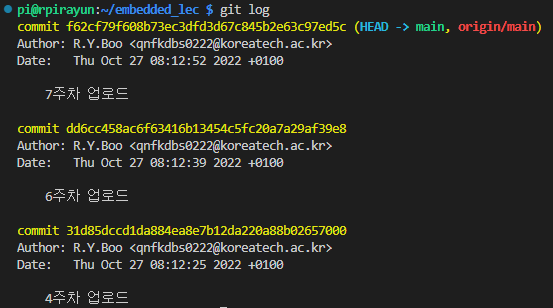 pi@rpirayun:~/embedded_lec $ git log
commit f62cf79f608b73ec3dfd3d67c845b2e63c97ed5c (HEAD -> main, origin/main)
Author: R.Y.Boo <qnfkdbs0222@koreatech.ac.kr>
Date:   Thu Oct 27 08:12:52 2022 +0100
7주차 업로드
commit dd6cc458ac6f63416b13454c5fc20a7a29af39e8
Author: R.Y.Boo <qnfkdbs0222@koreatech.ac.kr>
Date:   Thu Oct 27 08:12:39 2022 +0100
6주차 업로드
commit 31d85dccd1da884ea8e7b12da220a88b02657000
Author: R.Y.Boo <qnfkdbs0222@koreatech.ac.kr>
Date:   Thu Oct 27 08:12:25 2022 +0100
4주차 업로드